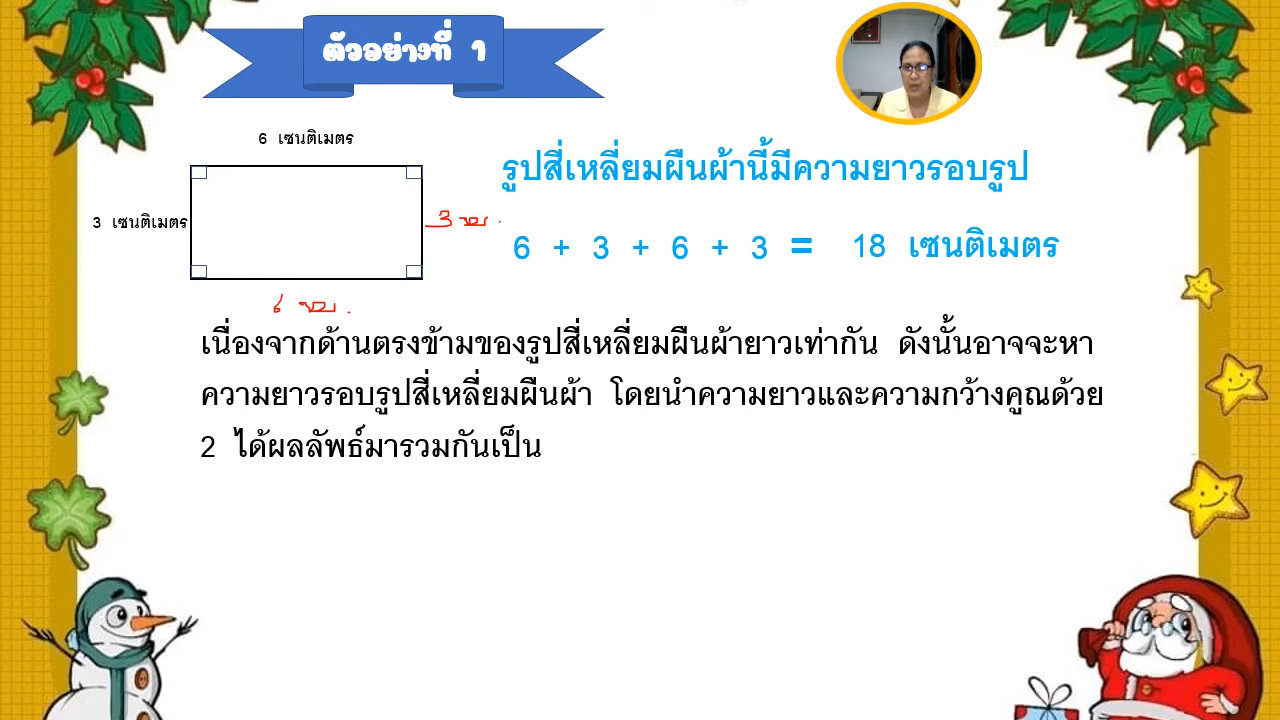 ตัวอย่างที่ 1
6 เซนติเมตร
3 เซนติเมตร
3 ซม.
6 ซม.
รูปสี่เหลี่ยมผืนผ้านี้มีความยาวรอบรูป
6 + 3 + 6 + 3 = 18 เซนติเมตร
เนื่องจากด้านตรงข้ามของรูปสี่เหลี่ยมผืนผ้ายาวเท่ากัน ดังนั้นอาจจะหา
ความยาวรอบรูปสี่เหลี่ยมผืนผ้า โดยนำความยาวและความกว้างคูณด้วย
2 ได้ผลลัพธ์มารวมกันเป็น